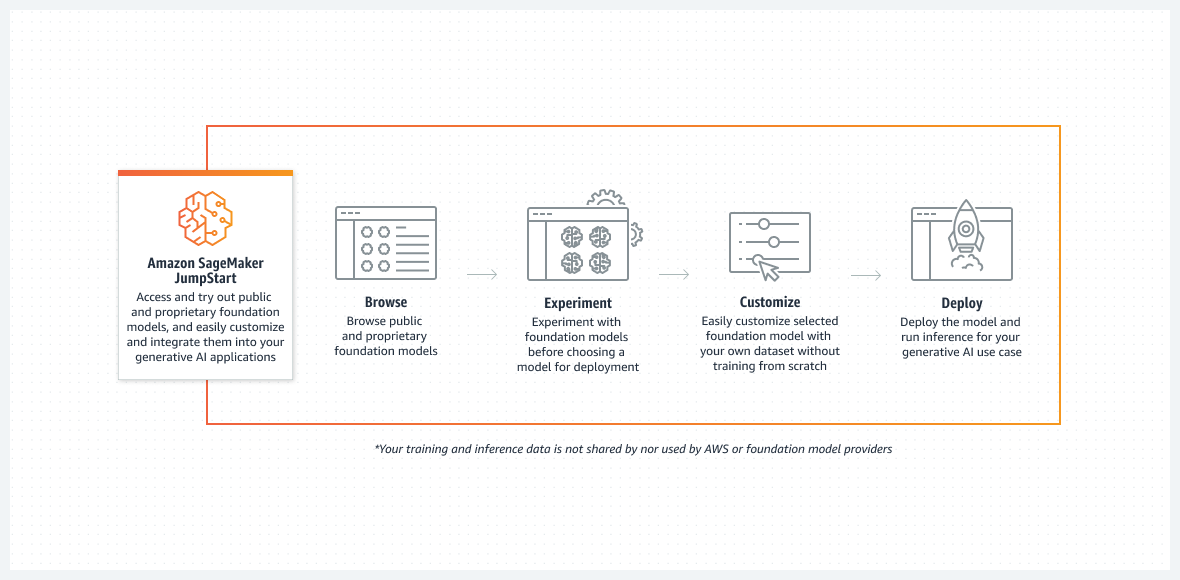 Amazon SageMaker
JumpStart
Access and try out public
and proprietary foundation
models, and easily customize
and integrate them into your
generative AI applications
Browse
Browse public
and proprietary
foundation models
Experiment
Experiment with
foundation models
before choosing a
model for deployment
Customize
Easily customize selected
foundation model with
your own dataset without
training from scratch
Deploy
Deploy the model and
run inference for your
generative AI use case
*Your training and inference data is not shared by nor used by AWS or foundation model providers